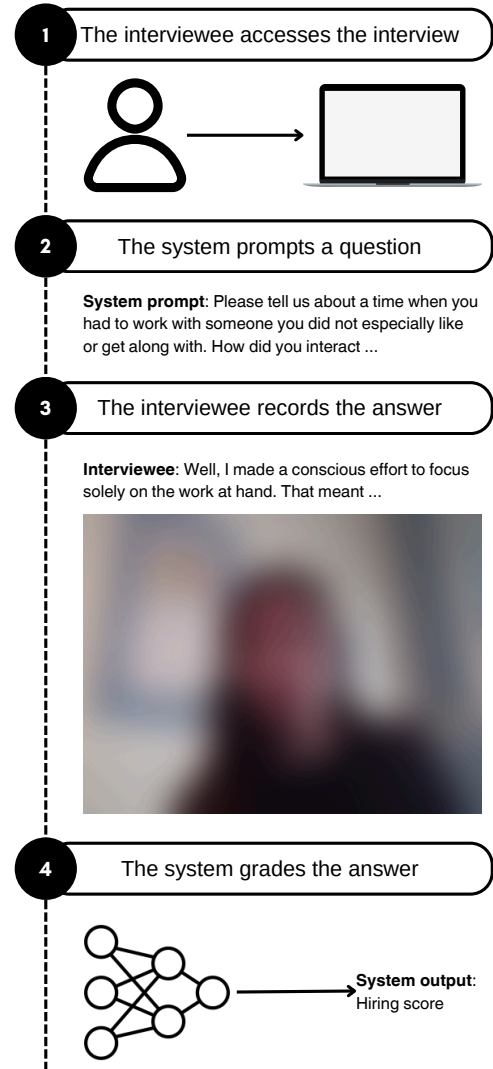 1
The interviewee accesses the interview
2
The system prompts a question
System prompt: Please tell us about a time when you
had to work with someone you did not especially like
or get along with. How did you interact ...
3
The interviewee records the answer
Interviewee: Well, I made a conscious effort to focus
solely on the work at hand. That meant ...
4
The system grades the answer
System output:
Hiring score